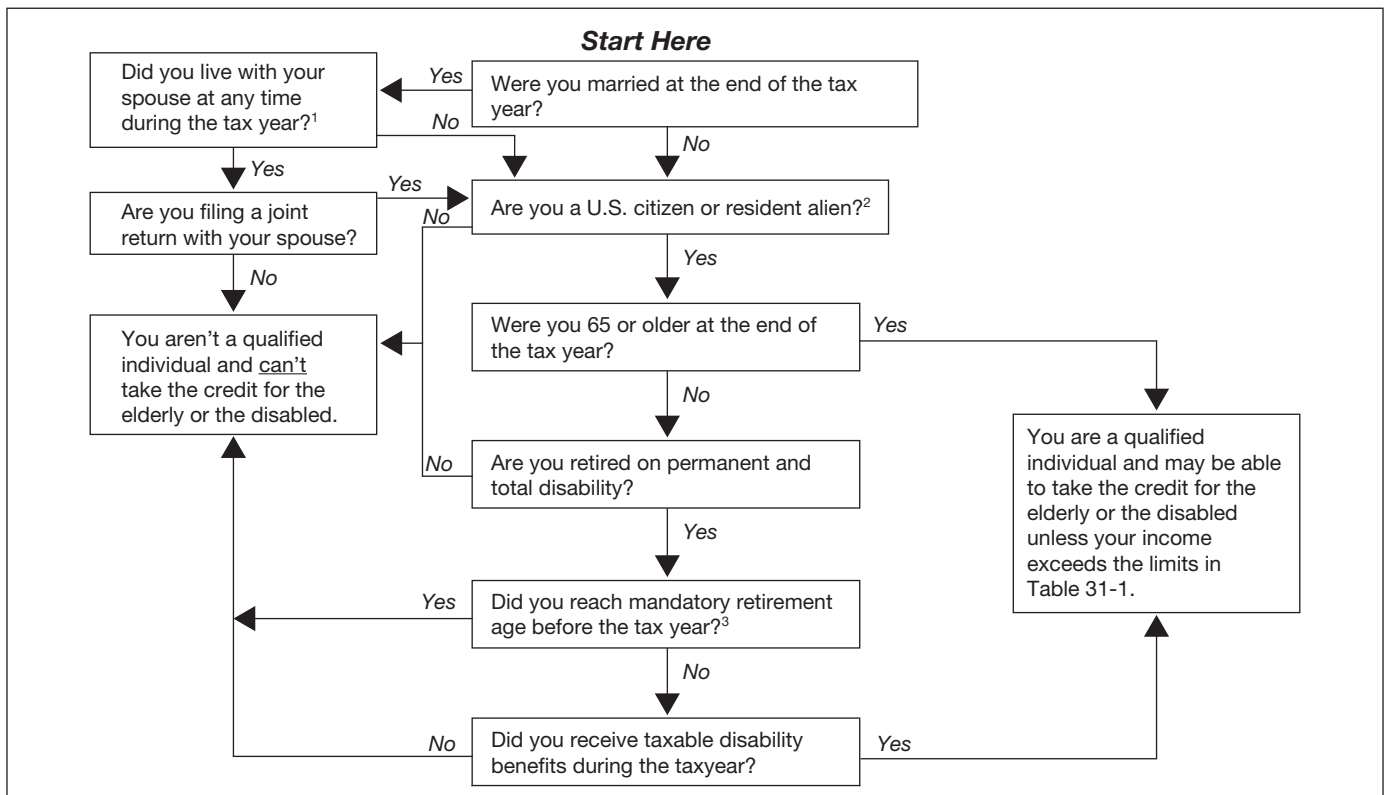 Start Here
Did you live with your
spouse at any time
during the tax year?1
Yes
Were you married at the end of the tax
year?
No
No
Yes
Are you filing a joint
return with your spouse?
Yes
Are you a U.S. citizen or resident alien?2
No
No
Yes
You aren't a qualified
individual and can't
take the credit for the
elderly or the disabled.
Were you 65 or older at the end of
the tax year?
Yes
No
Are you retired on permanent and
total disability?
No
Yes
You are a qualified
individual and may be able
to take the credit for the
elderly or the disabled
unless your income
exceeds the limits in
Table 31-1.
Did you reach mandatory retirement
age before the tax year?3
Yes
No
Did you receive taxable disability
benefits during the taxyear?
No
Yes